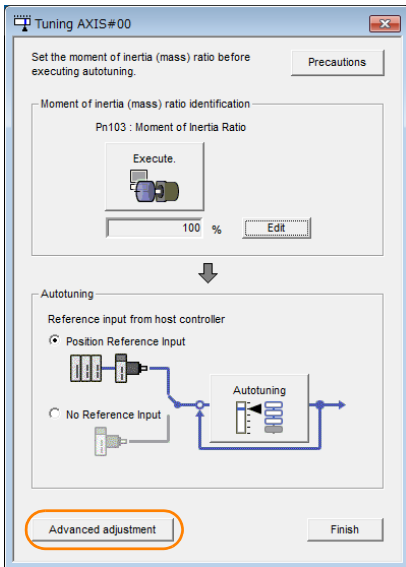 Tuning AXIS#00
Set the moment of inertia (mass) ratio before
executing autotuning.
Precautions
Moment of inertia (mass) ratio identification
Pn103 : Moment of Inertia Ratio
Execute.
100 %
Edit
Autotuning
Reference input from host controller
Position Reference Input
No Reference Input
Autotuning
Advanced adjustment
Finish